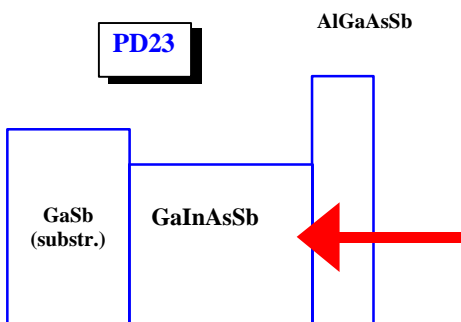 AlGaAsSb
PD23
GaSb
(substr.)
GaInAsSb